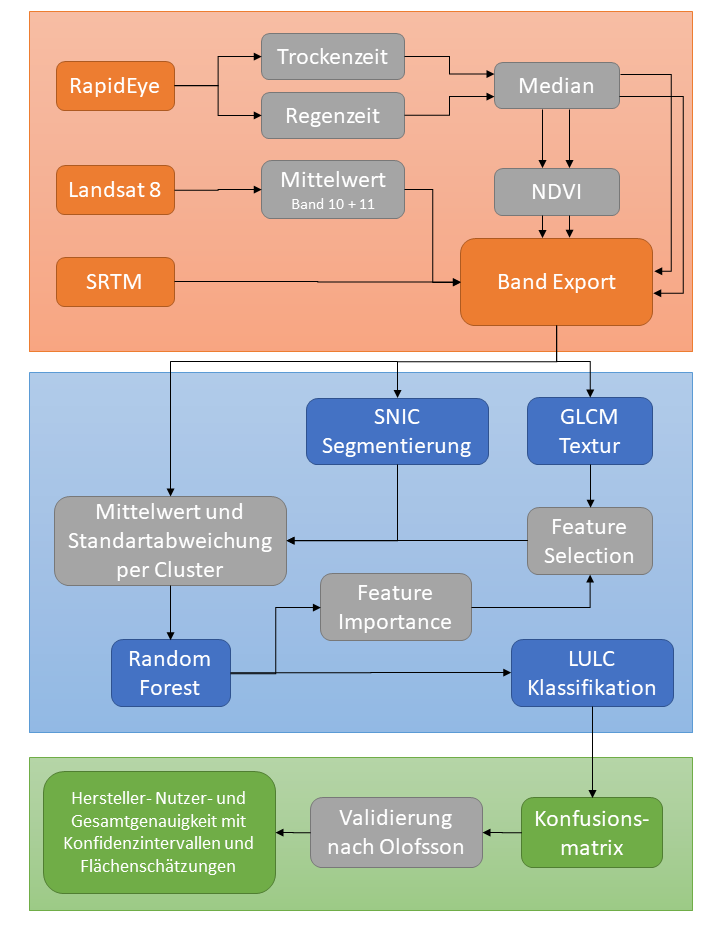 RapidEye
Trockenzeit
Regenzeit
Median
Landsat 8
Mittelwert
Band 10 + 11
NDVI
SRTM
Band Export
SNIC
Segmentierung
GLCM
Textur
Mittelwert und
Standartabweichung
per Cluster
Feature
Selection
Feature
Importance
Random
Forest
LULC
Klassifikation
Hersteller- Nutzer- und
Gesamtgenauigkeit mit
Konfidenzintervallen und
Flächenschätzungen
Validierung
nach Olofsson
Konfusions-
matrix